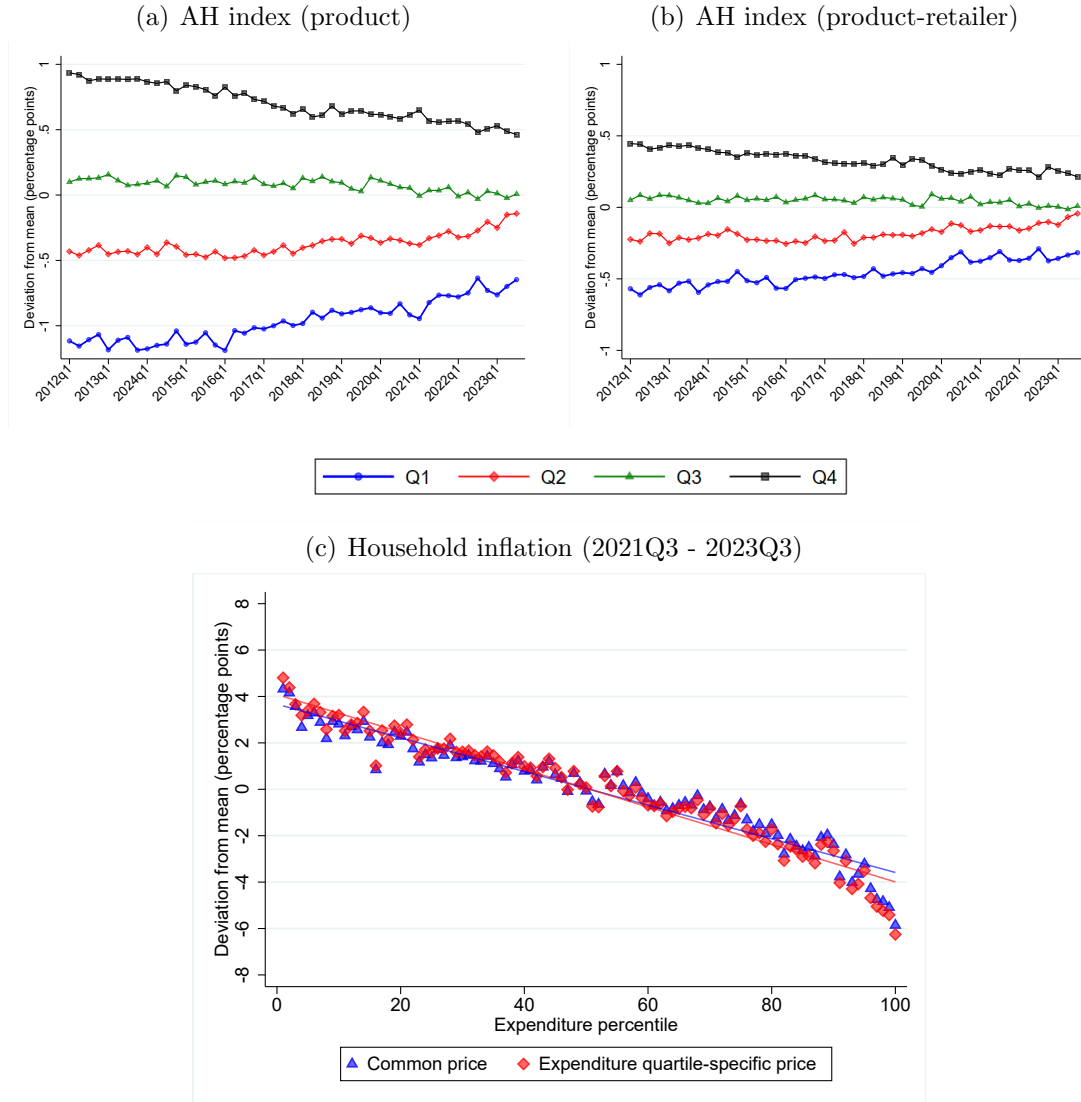 (a) AH index (product)
Deviation from mean (percentage points)
1
.5
0
-.5
-1
2012q1 2013q1 2024q1 2015q1 2016q1 2017q1 2018q1 2019q1 2020q1 2021q1 2022q1 2023q1
(b) AH index (product-retailer)
Deviation from mean (percentage points)
1
.5
0
-.5
-1
2012q1 2013q1 2024q1 2015q1 2016q1 2017q1 2018q1 2019q1 2020q1 2021q1 2022q1 2023q1
Q1 Q2 Q3 Q4
(c) Household inflation (2021Q3 - 2023Q3)
Deviation from mean (percentage points)
8
6
4
2
0
-2
-4
-6
-8
0 20 40 60 80 100
Expenditure percentile
Common price Expenditure quartile-specific price